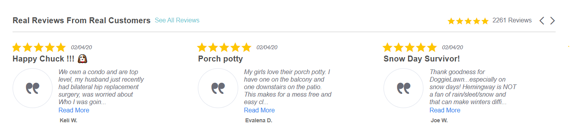 Real Reviews From Real Customers See All Reviews 2261 Reviews
02/04/20
Happy Chuck !!!
We own a condo and are top
level, my husband just recently
had bilateral hip replacement
surgery, was worried about
Who I was goin...
Read More
Keli W.
02/04/20
Porch potty
My girls love their porch potty. I
have one on the balcony and
one downstairs on the patio
This makes for a mess free and
easy cl...
Read More
Evalena D.
02/04/20
Snow Day Survivor!
Thank goodness for
DoggieLawn...especially on
snow days! Hemingway is NOT
a fan of rain/sleet/snow and
that can make winters diffi...
Read More
Joe W.